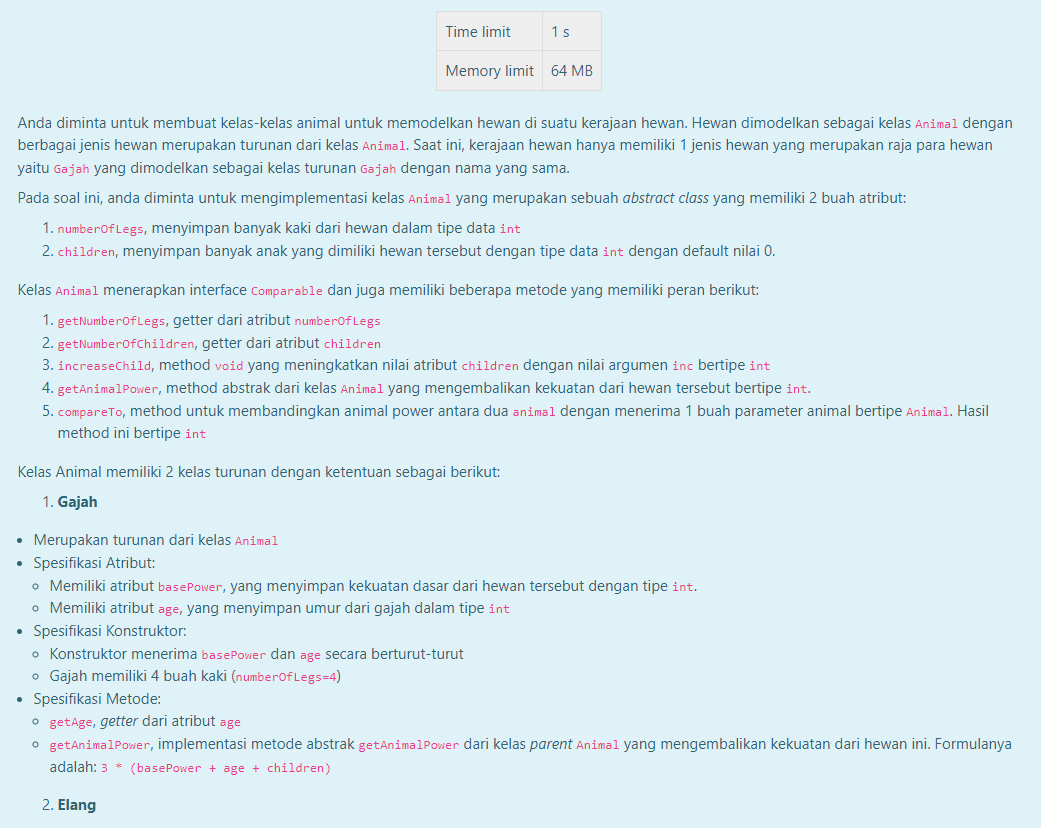 Time limit 1 s
Memory limit 64 MB
Anda diminta untuk membuat kelas-kelas animal untuk memodelkan hewan di suatu kerajaan hewan. Hewan dimodelkan sebagai kelas Animal dengan
berbagai jenis hewan merupakan turunan dari kelas Animal. Saat ini, kerajaan hewan hanya memiliki 1 jenis hewan yang merupakan raja para hewan
yaitu Gajah yang dimodelkan sebagai kelas turunan Gajah dengan nama yang sama.
Pada soal ini, anda diminta untuk mengimplementasi kelas Animal yang merupakan sebuah abstract class yang memiliki 2 buah atribut:
1. numberOfLegs, menyimpan banyak kaki dari hewan dalam tipe data int
2. children, menyimpan banyak anak yang dimiliki hewan tersebut dengan tipe data int dengan default nilai 0.
Kelas Animal menerapkan interface Comparable dan juga memiliki beberapa metode yang memiliki peran berikut:
1. getNumberOfLegs, getter dari atribut numberOfLegs
2. getNumberOfChildren, getter dari atribut children
3. increaseChild, method void yang meningkatkan nilai atribut children dengan nilai argumen inc bertipe int
4. getAnimalPower, method abstrak dari kelas Animal yang mengembalikan kekuatan dari hewan tersebut bertipe int.
5. compareTo, method untuk membandingkan animal power antara dua animal dengan menerima 1 buah parameter animal bertipe Animal. Hasil
method ini bertipe int
Kelas Animal memiliki 2 kelas turunan dengan ketentuan sebagai berikut:
1. Gajah
• Merupakan turunan dari kelas Animal
• Spesifikasi Atribut:
○ Memiliki atribut basePower, yang menyimpan kekuatan dasar dari hewan tersebut dengan tipe int.
○ Memiliki atribut age, yang menyimpan umur dari gajah dalam tipe int
• Spesifikasi Konstruktor:
○ Konstruktor menerima basePower dan age secara berturut-turut
○ Gajah memiliki 4 buah kaki (numberOfLegs=4)
• Spesifikasi Metode:
○ getAge, getter dari atribut age
○ getAnimalPower, implementasi metode abstrak getAnimalPower dari kelas parent Animal yang mengembalikan kekuatan dari hewan ini. Formulanya
adalah: 3 * (basePower + age + children)
2. Elang